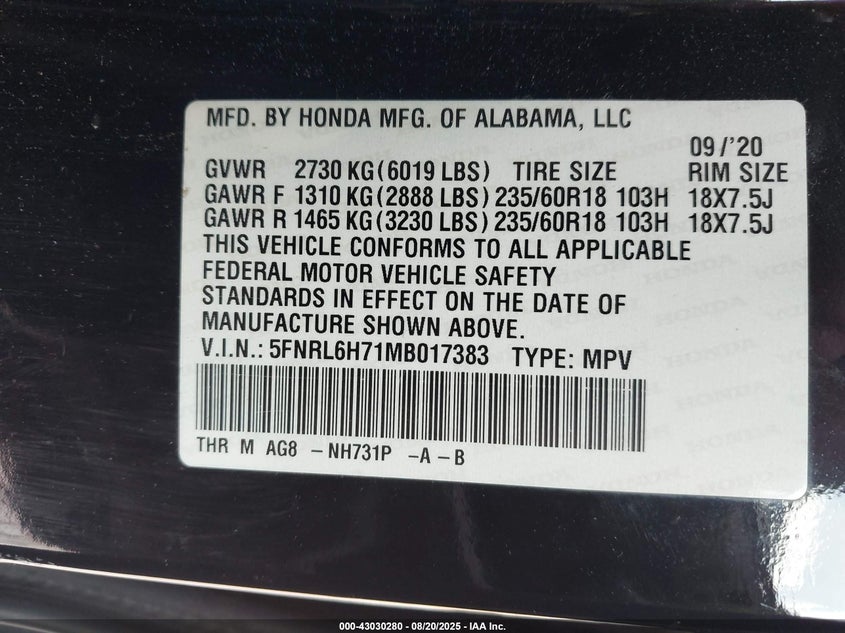 MFD. BY HONDA MFG. OF ALABAMA, LLC
09/'20
GVWR 2730 KG(6019 LBS) TIRE SIZE RIM SIZE
GAWR F 1310 KG(2888 LBS) 235/60R18 103H 18X7.5J
GAWR R 1465 KG(3230 LBS) 235/60R18 103H 18X7.5J
THIS VEHICLE CONFORMS TO ALL APPLICABLE
FEDERAL MOTOR VEHICLE SAFETY
STANDARDS IN EFFECT ON THE DATE OF
MANUFACTURE SHOWN ABOVE.
V.I.N.: 5FNRL6H71MB017383 TYPE: MPV
THR M AG8 -NH731P -A-B
000-43030280 - 08/20/2025 - IAA Inc.